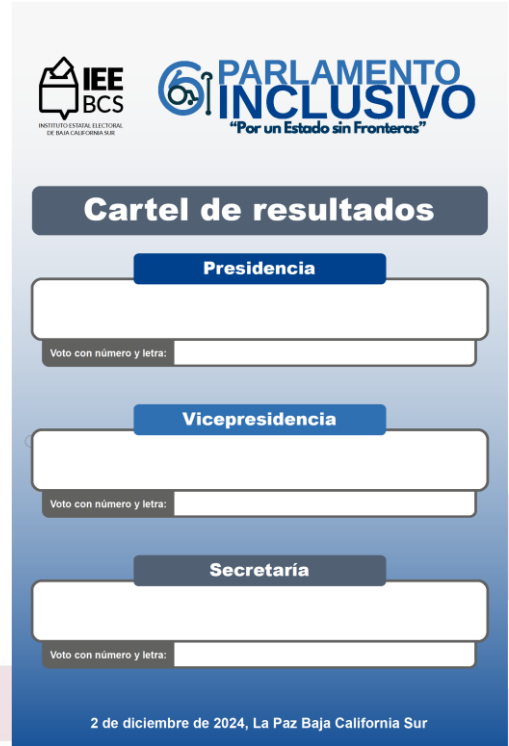 IEE
BCS
INSTITUTO ESTATAL ELECTORAL
DE BAJA CALIFORNIA SUR
6º PARLAMENTO
INCLUSIVO
“Por un Estado sin Fronteras”
Cartel de resultados
Presidencia
Voto con número y letra:
Vicepresidencia
Voto con número y letra:
Secretaría
Voto con número y letra:
2 de diciembre de 2024, La Paz Baja California Sur